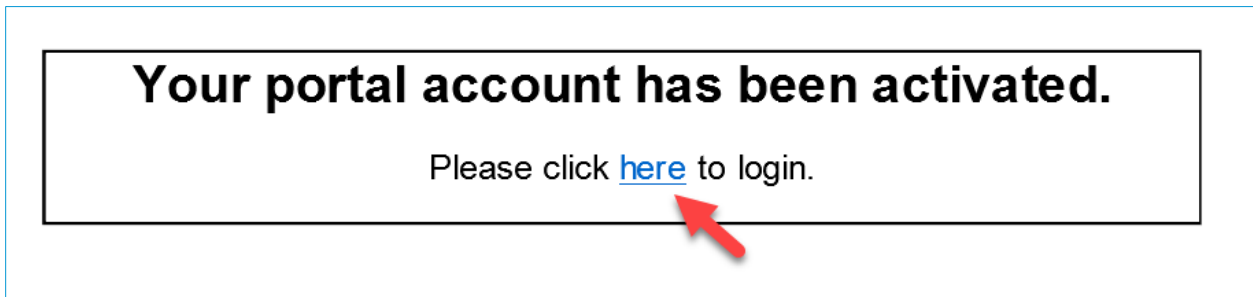 Your portal account has been activated.
Please click here to login.